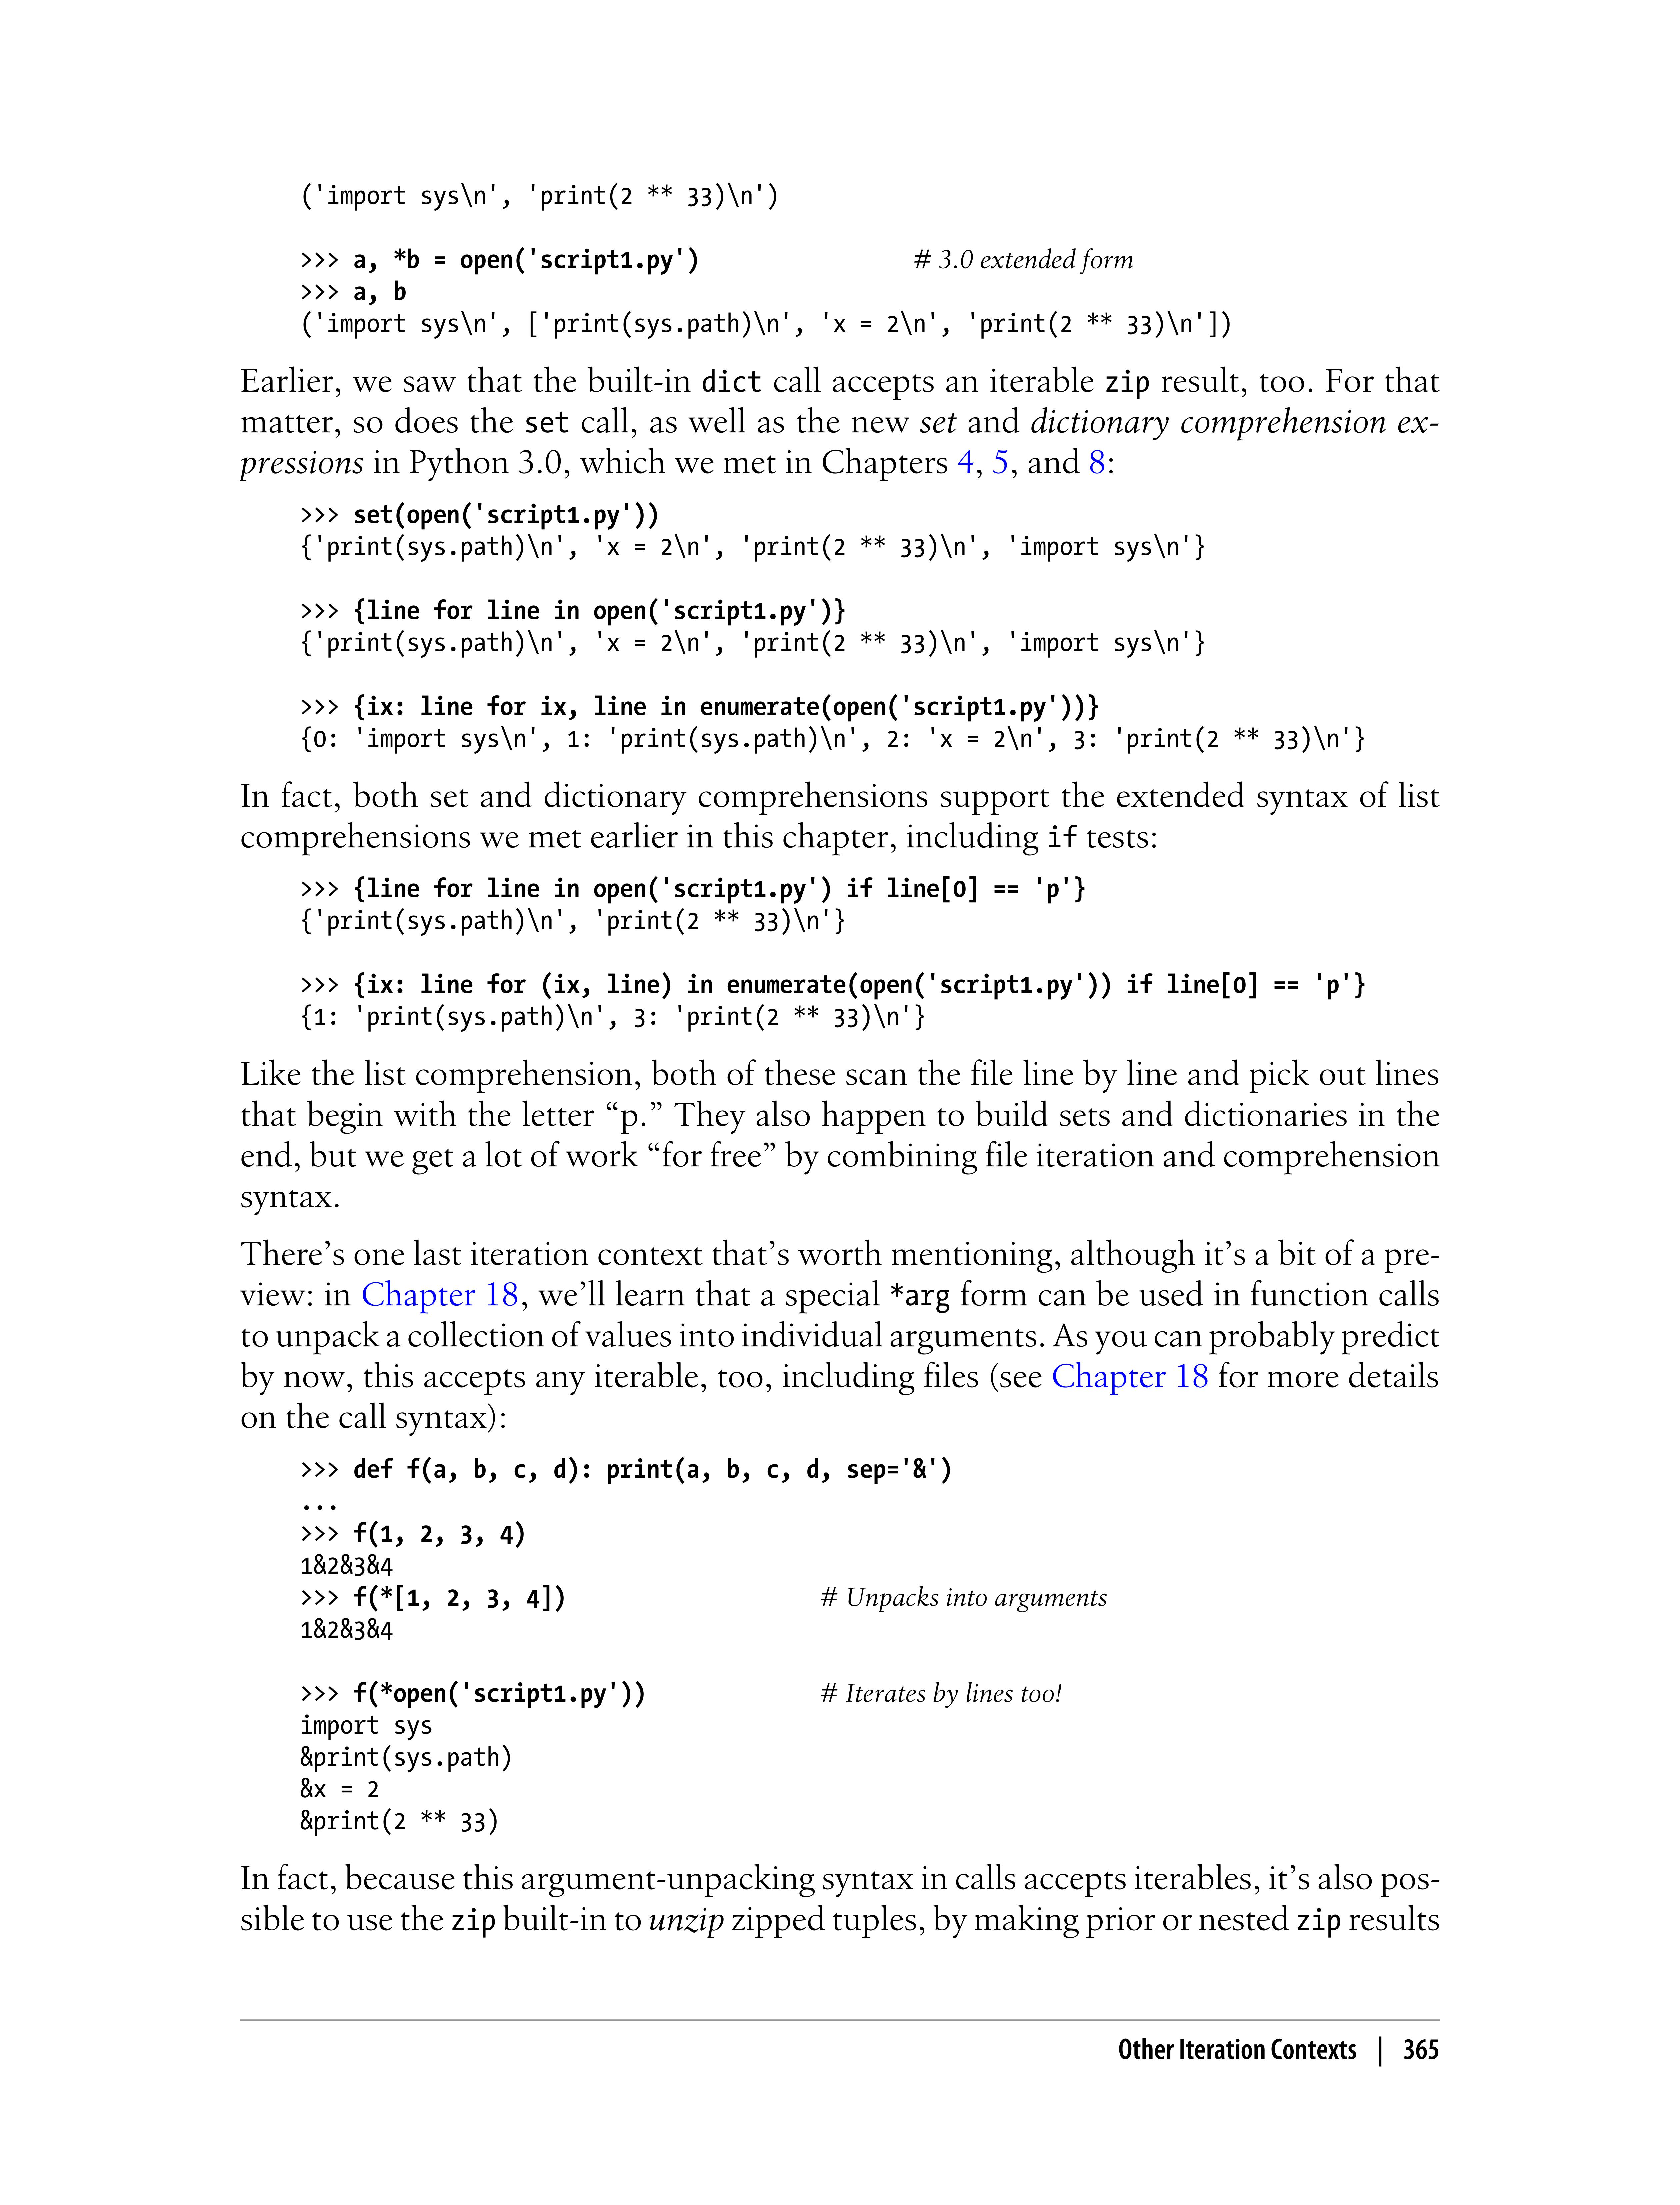 ('import sys\n', 'print(2 ** 33)\n')
>>> a, *b = open('script1.py') # 3.0 extended form
>>> a, b
('import sys\n', ['print(sys.path)\n', 'x = 2\n', 'print(2 ** 33)\n'])
Earlier, we saw that the built-in dict call accepts an iterable zip result, too. For that
matter, so does the set call, as well as the new set and dictionary comprehension ex-
pressions in Python 3.0, which we met in Chapters 4, 5, and 8:
>>> set(open('script1.py'))
{'print(sys.path)\n', 'x = 2\n', 'print(2 ** 33)\n', 'import sys\n'}
>>> {line for line in open('script1.py')}
{'print(sys.path)\n', 'x = 2\n', 'print(2 ** 33)\n', 'import sys\n'}
>>> {ix: line for ix, line in enumerate(open('script1.py'))}
{0: 'import sys\n', 1: 'print(sys.path)\n', 2: 'x = 2\n', 3: 'print(2 ** 33)\n'}
In fact, both set and dictionary comprehensions support the extended syntax of list
comprehensions we met earlier in this chapter, including if tests:
>>> {line for line in open('script1.py') if line[0] == 'p'}
{'print(sys.path)\n', 'print(2 ** 33)\n'}
>>> {ix: line for (ix, line) in enumerate(open('script1.py')) if line[0] == 'p'}
{1: 'print(sys.path)\n', 3: 'print(2 ** 33)\n'}
Like the list comprehension, both of these scan the file line by line and pick out lines
that begin with the letter “p.” They also happen to build sets and dictionaries in the
end, but we get a lot of work “for free” by combining file iteration and comprehension
syntax.
There’s one last iteration context that’s worth mentioning, although it’s a bit of a pre-
view: in Chapter 18, we’ll learn that a special *arg form can be used in function calls
to unpack a collection of values into individual arguments. As you can probably predict
by now, this accepts any iterable, too, including files (see Chapter 18 for more details
on the call syntax):
>>> def f(a, b, c, d): print(a, b, c, d, sep='&')
...
>>> f(1, 2, 3, 4)
1&2&3&4
>>> f(*[1, 2, 3, 4]) # Unpacks into arguments
1&2&3&4
>>> f(*open('script1.py')) # Iterates by lines too!
import sys
&print(sys.path)
&x = 2
&print(2 ** 33)
In fact, because this argument-unpacking syntax in calls accepts iterables, it’s also pos-
sible to use the zip built-in to unzip zipped tuples, by making prior or nested zip results
Other Iteration Contexts | 365